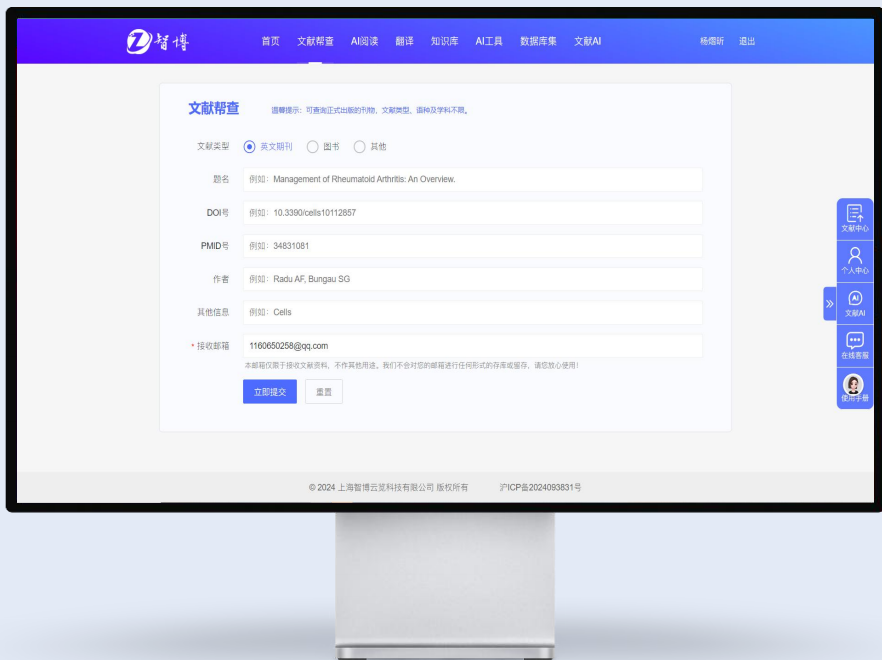 智博
首页 文献帮查 AI阅读 翻译 知识库 AI工具 数据库集 文献AI 杨熠昕 退出
文献帮查 温馨提示：可查询正式出版的刊物，文献类型，语种及学科不限。
文献类型 英文期刊 图书 其他
题名 例如：Management of Rheumatoid Arthritis: An Overview.
DOI号 例如：10.3390/cells10112857
PMID号 例如：34831081
作者 例如：Radu AF, Bungau SG
其他信息 例如：Cells
* 接收邮箱 1160650258@qq.com
本邮箱仅限于接收文献资料，不作其他用途。我们不会对您的邮箱进行任何形式的存库或留存，请您放心使用！
立即提交 重置
文献中心
个人中心
AI
文献AI
在线客服
使用手册
© 2024 上海智博云览科技有限公司 版权所有 沪ICP备2024093831号